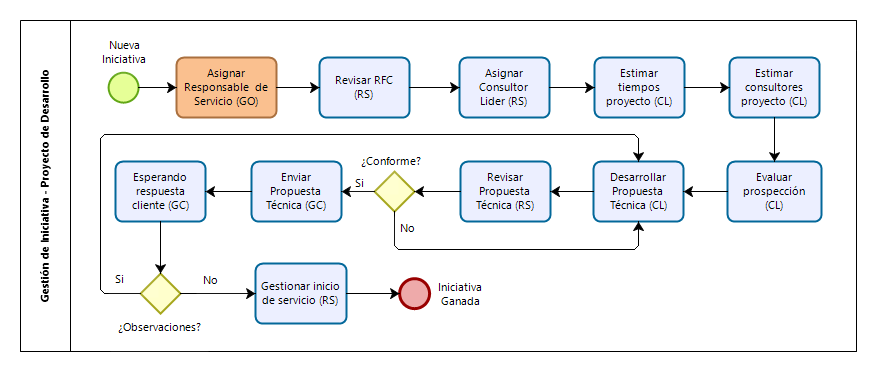 Gestión de Iniciativa - Proyecto de Desarrollo
Nueva
Iniciativa
Asignar
Responsable de
Servicio (GO)
Revisar RFC
(RS)
Asignar
Consultor
Lider (RS)
Estimar
tiempos
proyecto (CL)
Estimar
consultores
proyecto (CL)
Evaluar
prospección
(CL)
Desarrollar
Propuesta
Técnica (CL)
Revisar
Propuesta
Técnica (RS)
¿Conforme?
Si
No
Enviar
Propuesta
Técnica (GC)
Esperando
respuesta
cliente (GC)
Si
No
¿Observaciones?
Gestionar inicio
de servicio (RS)
Iniciativa
Ganada